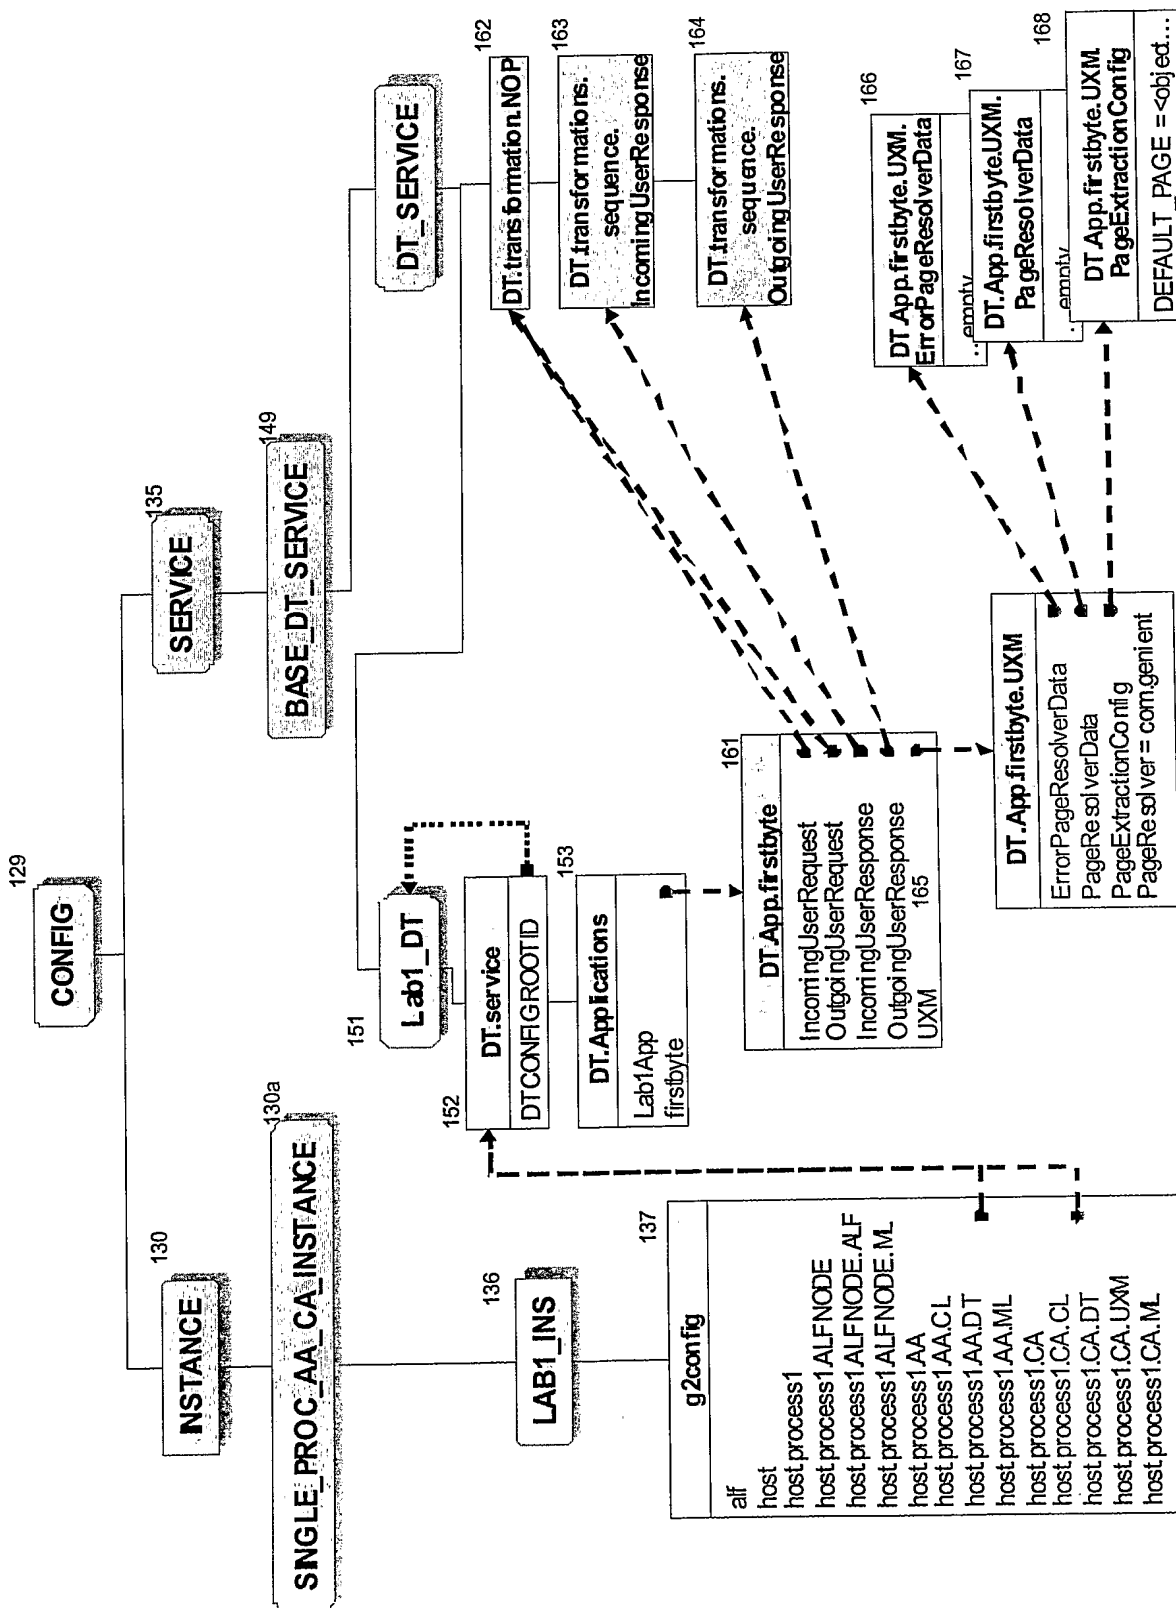 129
CONFIG
130
INSTANCE
130a
SINGLE_PROC_AA_CA_INSTANCE
136
LAB1_INS
137
g2config
alf
host
host.process1
host.process1.ALFNODE
host.process1.ALFNODE.ALF
host.process1.ALFNODE.ML
host.process1.AA
host.process1.AA.CL
host.process1.AA.DT
host.process1.AA.ML
host.process1.CA
host.process1.CA.CL
host.process1.CA.DT
host.process1.CA.UXM
host.process1.CA.ML
135
SERVICE
149
BASE_DT_SERVICE
151
Lab1_DT
152
DT.service
DTCONFIGROOTID
153
DT.Applications
Lab1App
firstbyte
161
DT.App.firstbyte
IncomingUserRequest
OutgoingUserRequest
IncomingUserResponse
OutgoingUserResponse
UXM 165
DT.App.firstbyte.UXM
ErrorPageResolverData
PageResolverData
PageExtractionConfig
PageResolver = com.genient
DT_SERVICE
162
DT.transformation.NOP
163
DT.transformations.
sequence.
IncomingUserResponse
164
DT.transformations.
sequence.
OutgoingUserResponse
166
DT.App.firstbyte.UXM.
ErrorPageResolverData
..empty
167
DT.App.firstbyte.UXM.
PageResolverData
..empty
168
DT.App.firstbyte.UXM.
PageExtractionConfig
DEFAULT_PAGE =<object...